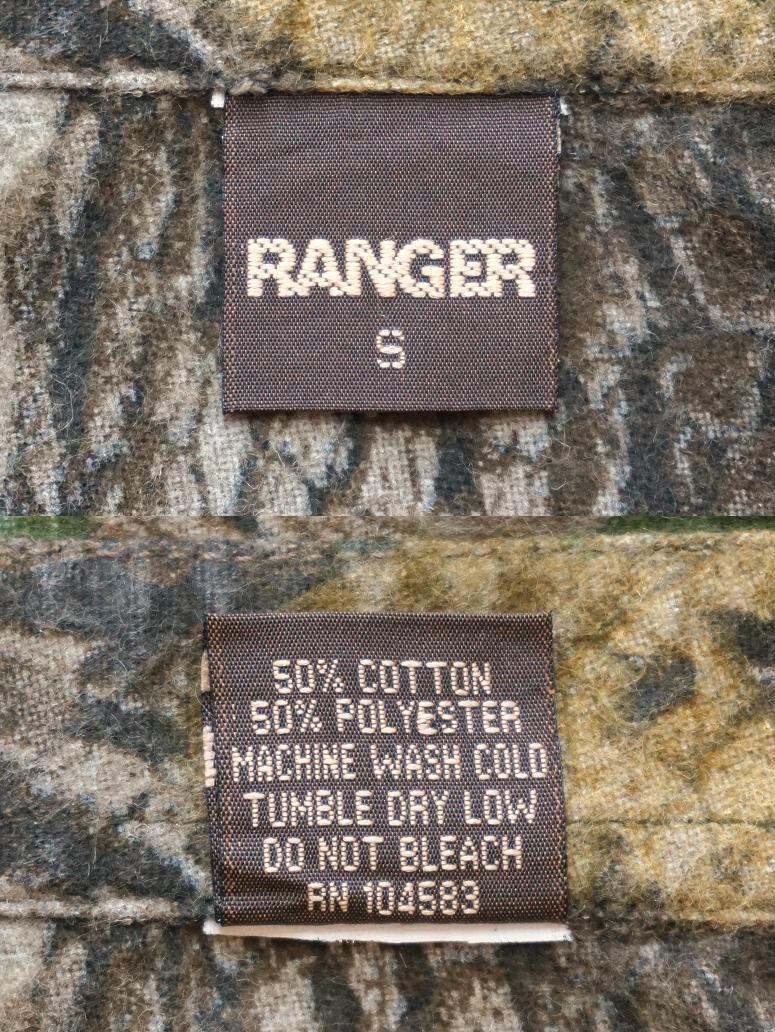 RANGER
S
50% COTTON
50% POLYESTER
MACHINE WASH COLD
TUMBLE DRY LOW
DO NOT BLEACH
RN 104583